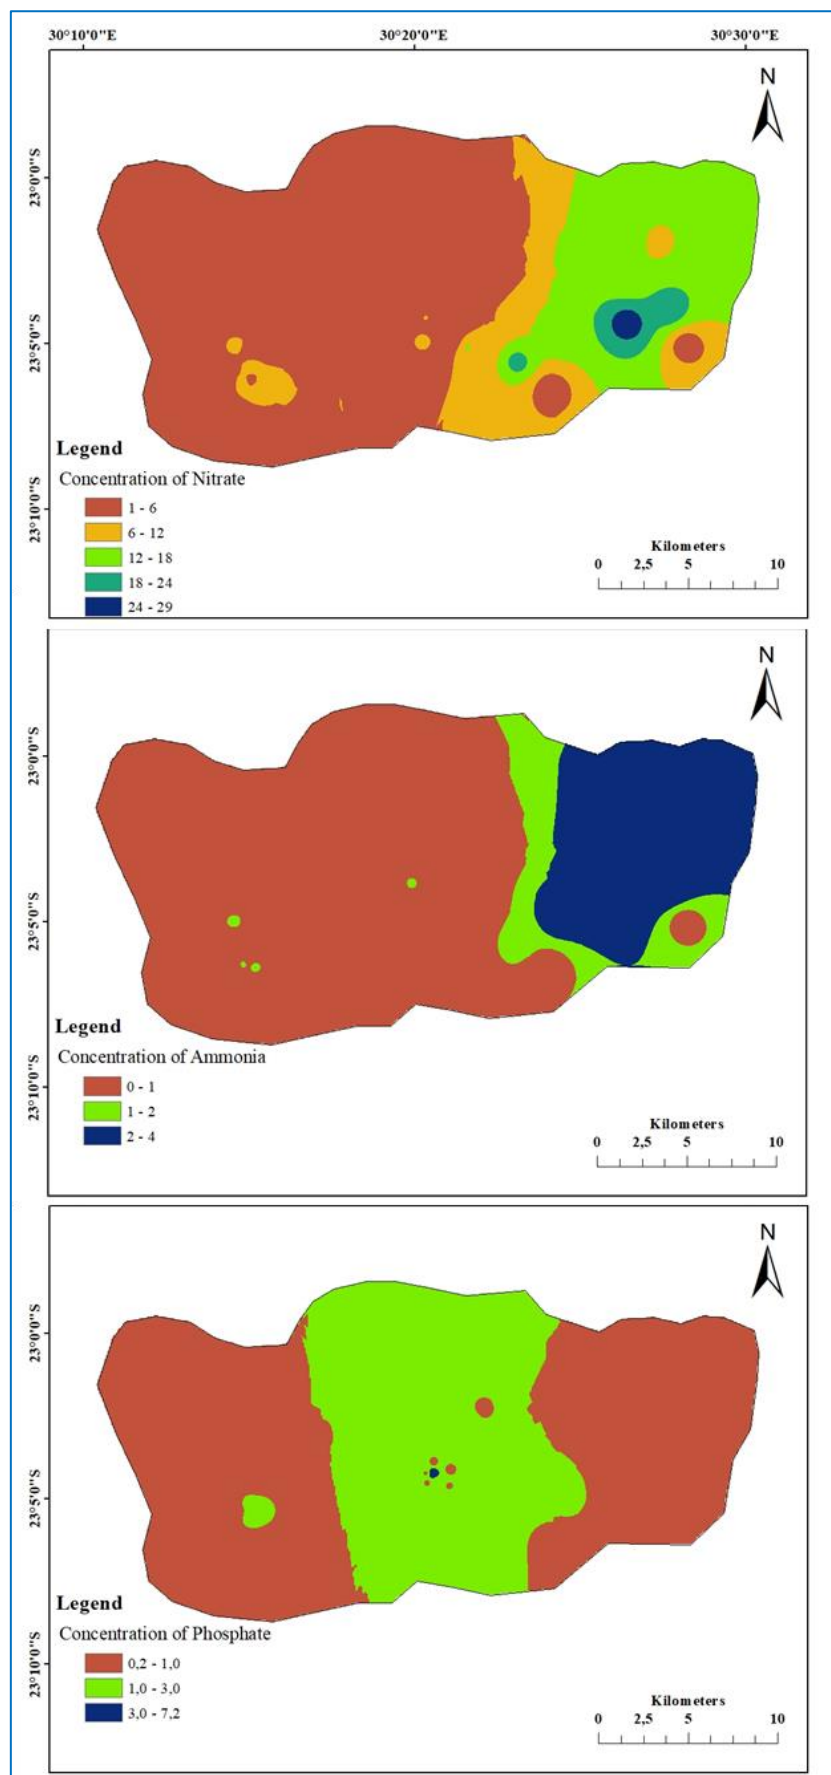 30°10'0"E 30°20'0"E 30°30'0"E
N
23°0'0"S
23°5'0"S
23°10'0"S
Legend
Concentration of Nitrate
1 - 6
6 - 12
12 - 18
18 - 24
24 - 29
Kilometers
0 2,5 5 10
N
23°0'0"S
23°5'0"S
23°10'0"S
Legend
Concentration of Ammonia
0 - 1
1 - 2
2 - 4
Kilometers
0 2,5 5 10
N
23°0'0"S
23°5'0"S
23°10'0"S
Legend
Concentration of Phosphate
0,2 - 1,0
1,0 - 3,0
3,0 - 7,2
Kilometers
0 2,5 5 10